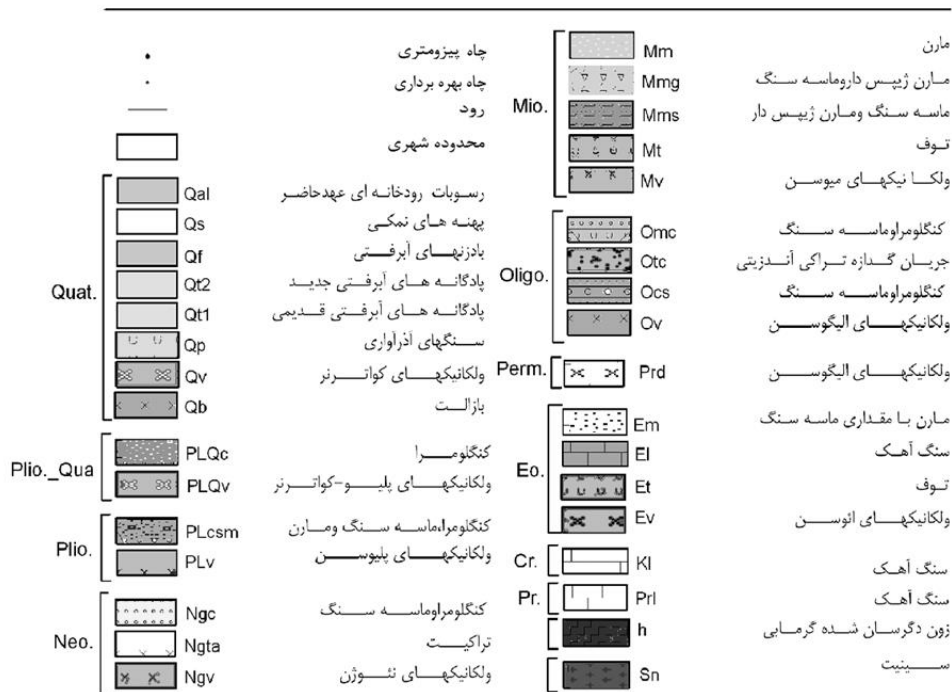 چاه پیزومتری
چاه بهره برداری
رود
محدوده شهری
Quat.
Qal رسوبات رودخانه ای عهدحاضر
Qs پهنه های نمکی
Qf بادزنهای آبرفتی
Qt2 پادگانه های آبرفتی جدید
Qt1 پادگانه های آبرفتی قدیمی
Qp سنگهای آذرآواری
Qv ولکانیکهای کواترنر
Qb بازالت
Plio._Qua
PLQc کنگلومرا
PLQv ولکانیکهای پلیو-کواترنر
Plio.
PLcsm کنگلومرا،ماسه سنگ ومارن
PLv ولکانیکهای پلیوسن
Neo.
Ngc کنگلومراوماسه سنگ
Ngta تراکیت
Ngv ولکانیکهای نئوژن
Mio.
Mm مارن
Mmg مارن ژیپس داروماسه سنگ
Mms ماسه سنگ ومارن ژیپس دار
Mt توف
Mv ولکا نیکهای میوسن
Oligo.
Omc کنگلومراوماسه سنگ
Otc جریان گدازه تراکی آندزیتی
Ocs کنگلومراوماسه سنگ
Ov ولکانیکهای الیگوسن
Perm.
Prd ولکانیکهای الیگوسن
Eo.
Em مارن با مقداری ماسه سنگ
El سنگ آهک
Et توف
Ev ولکانیکهای ائوسن
Cr.
Kl سنگ آهک
Pr.
Prl سنگ آهک
h زون دگرسان شده گرمابی
Sn سینیت